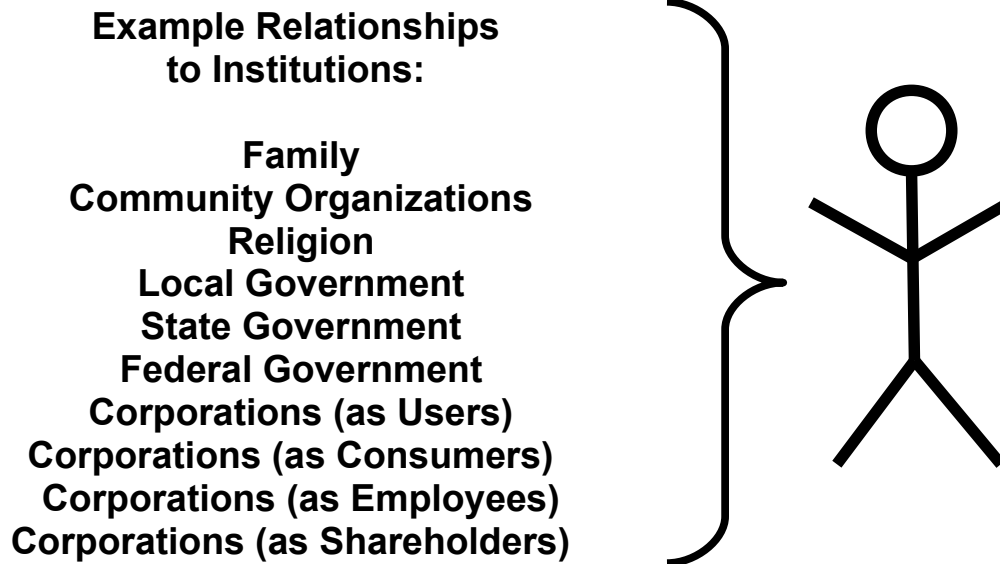 Example Relationships
to Institutions:
Family
Community Organizations
Religion
Local Government
State Government
Federal Government
Corporations (as Users)
Corporations (as Consumers)
Corporations (as Employees)
Corporations (as Shareholders)